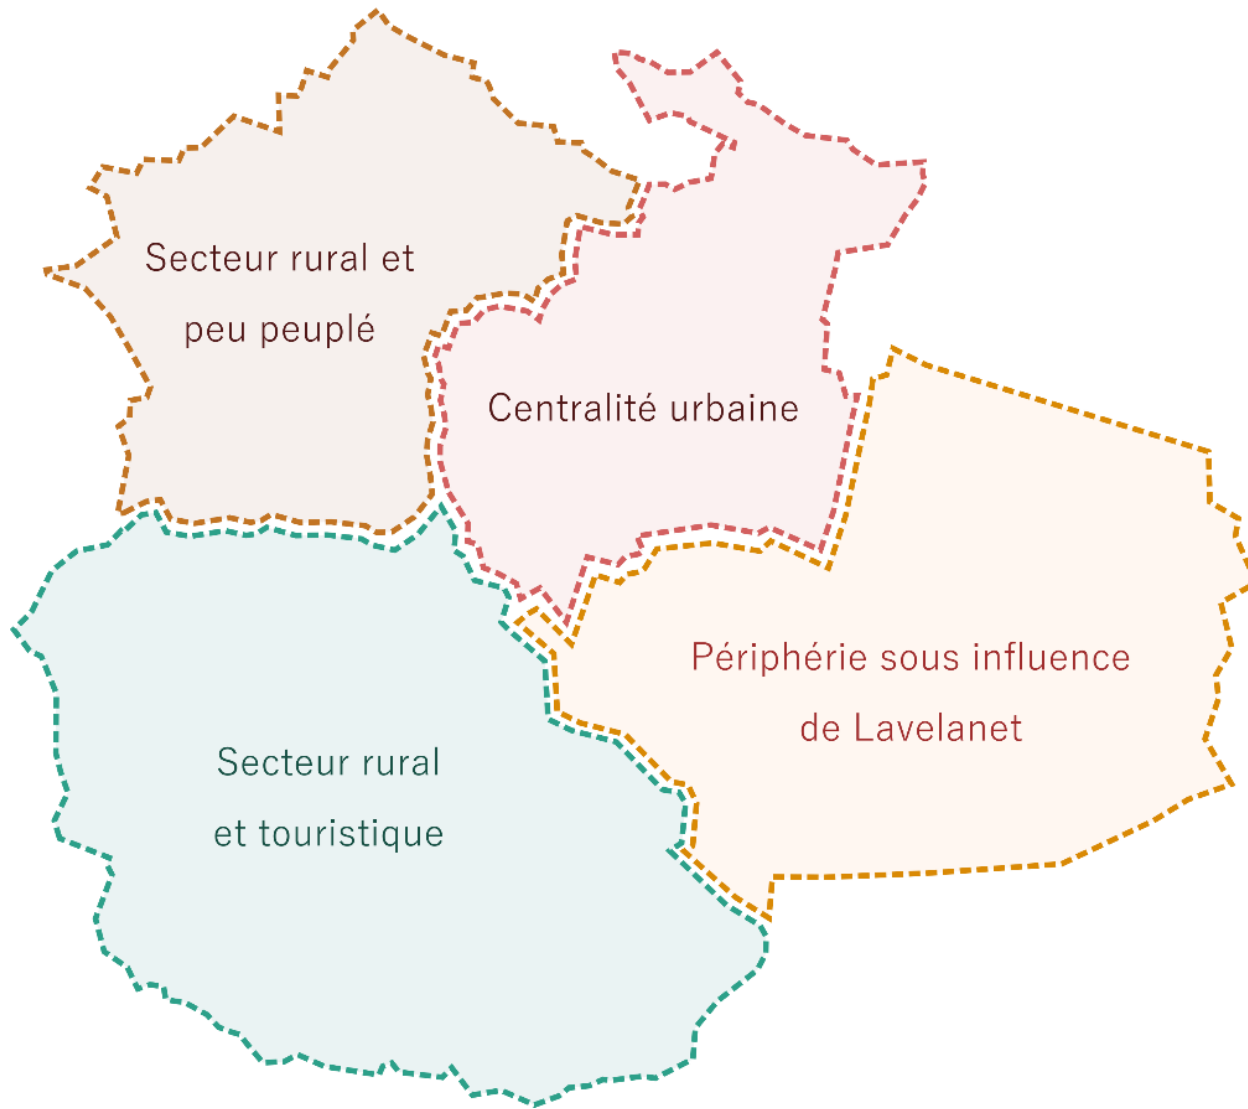 Secteur rural et
peu peuplé
Centralité urbaine
Périphérie sous influence
de Lavelanet
Secteur rural
et touristique